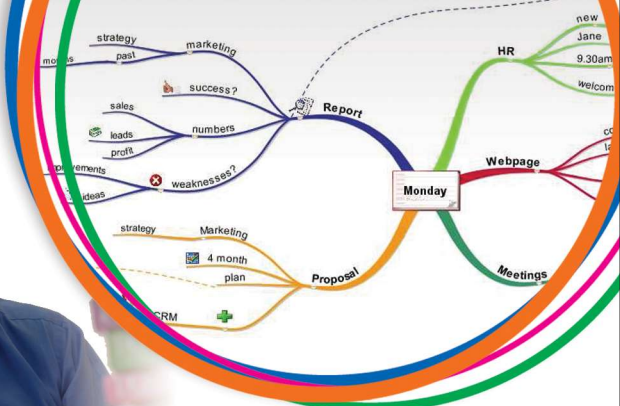 new
strategy
marketing
HR
Jane
past
9.30am
success?
Report
welcom
sales
leads
numbers
profit
Webpage
weaknesses?
ideas
Monday
strategy
Marketing
4 month
plan
Proposal
Meetings
CRM